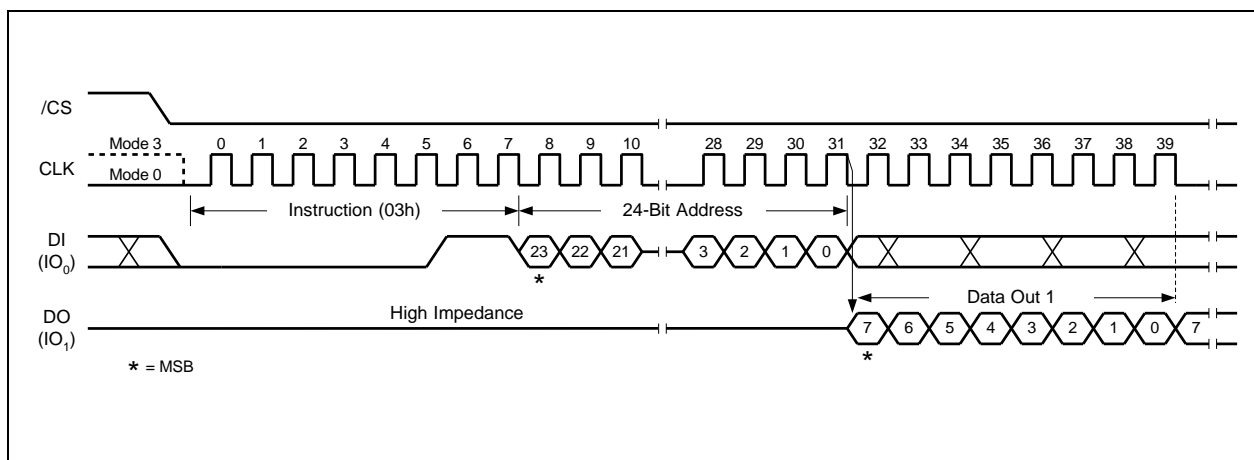 /CS
Mode 3
0 1 2 3 4 5 6 7 8 9 10 28 29 30 31 32 33 34 35 36 37 38 39
CLK
Mode 0
Instruction (03h) 24-Bit Address
DI
(IO0)
23 22 21 3 2 1 0
*
Data Out 1
High Impedance
DO
(IO1)
7 6 5 4 3 2 1 0 7
*
* = MSB